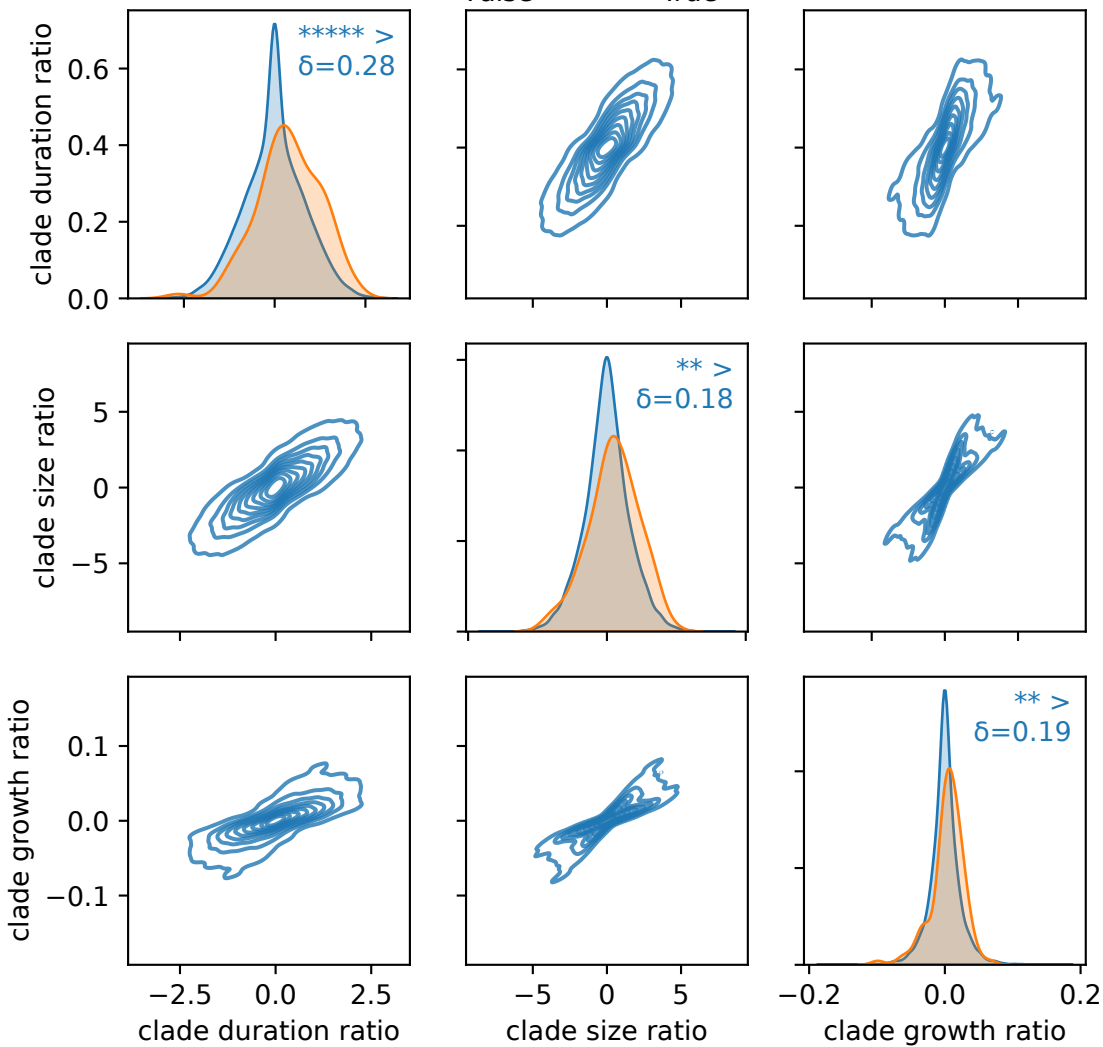 clade duration ratio
0.6
0.4
0.2
0.0
***** >
δ=0.28
clade size ratio
5
0
−5
** >
δ=0.18
clade growth ratio
0.1
0.0
−0.1
** >
δ=0.19
−2.5 0.0 2.5
−5 0 5
−0.2 0.0 0.2
clade duration ratio
clade size ratio
clade growth ratio